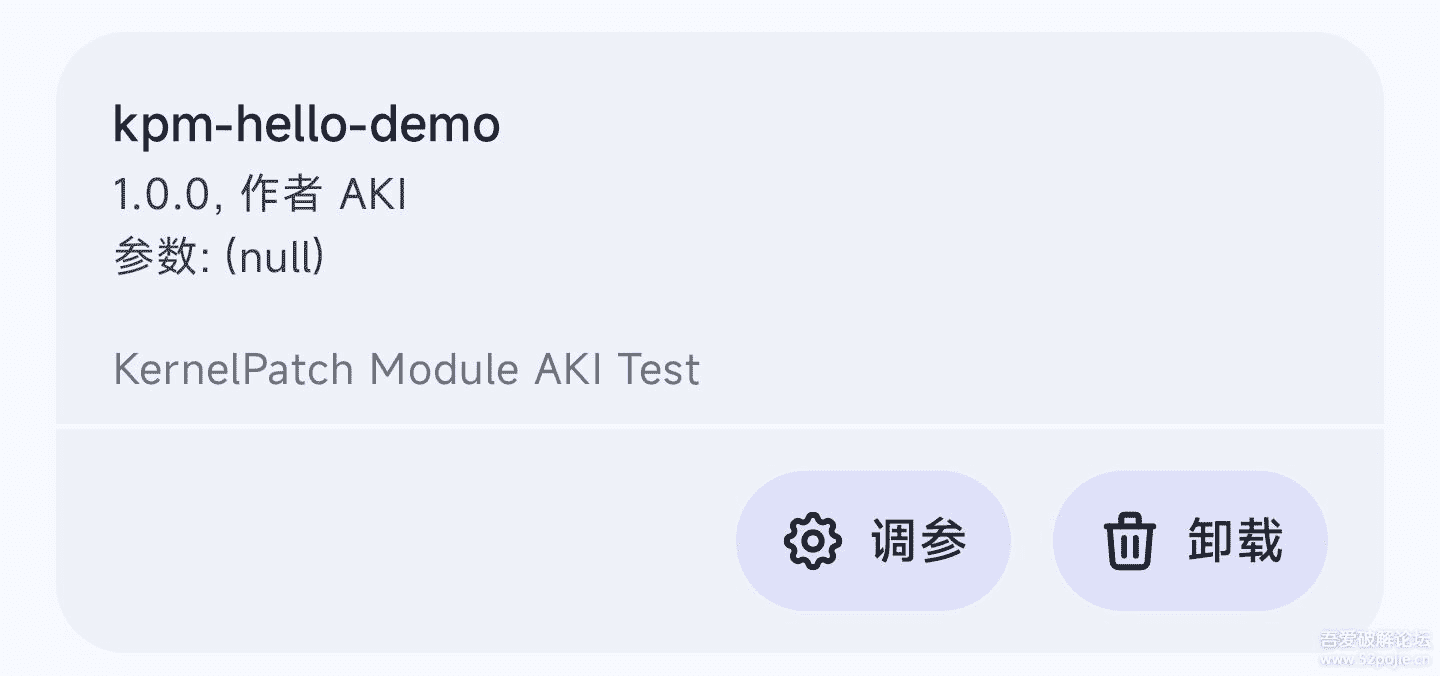 kpm-hello-demo
1.0.0, 作者 AKI
参数: (null)
KernelPatch Module AKI Test
调参
卸载
吾爱破解论坛
www.52pojie.cn